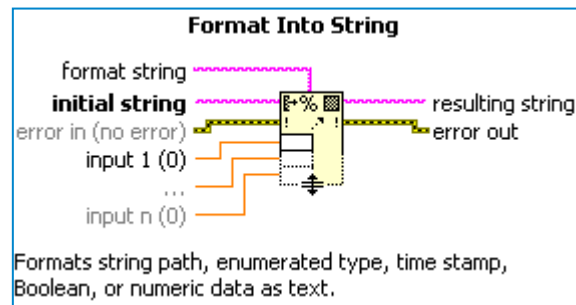 Format Into String
format string
initial string
resulting string
error in (no error)
error out
input 1 (0)
...
input n (0)
Formats string path, enumerated type, time stamp,
Boolean, or numeric data as text.